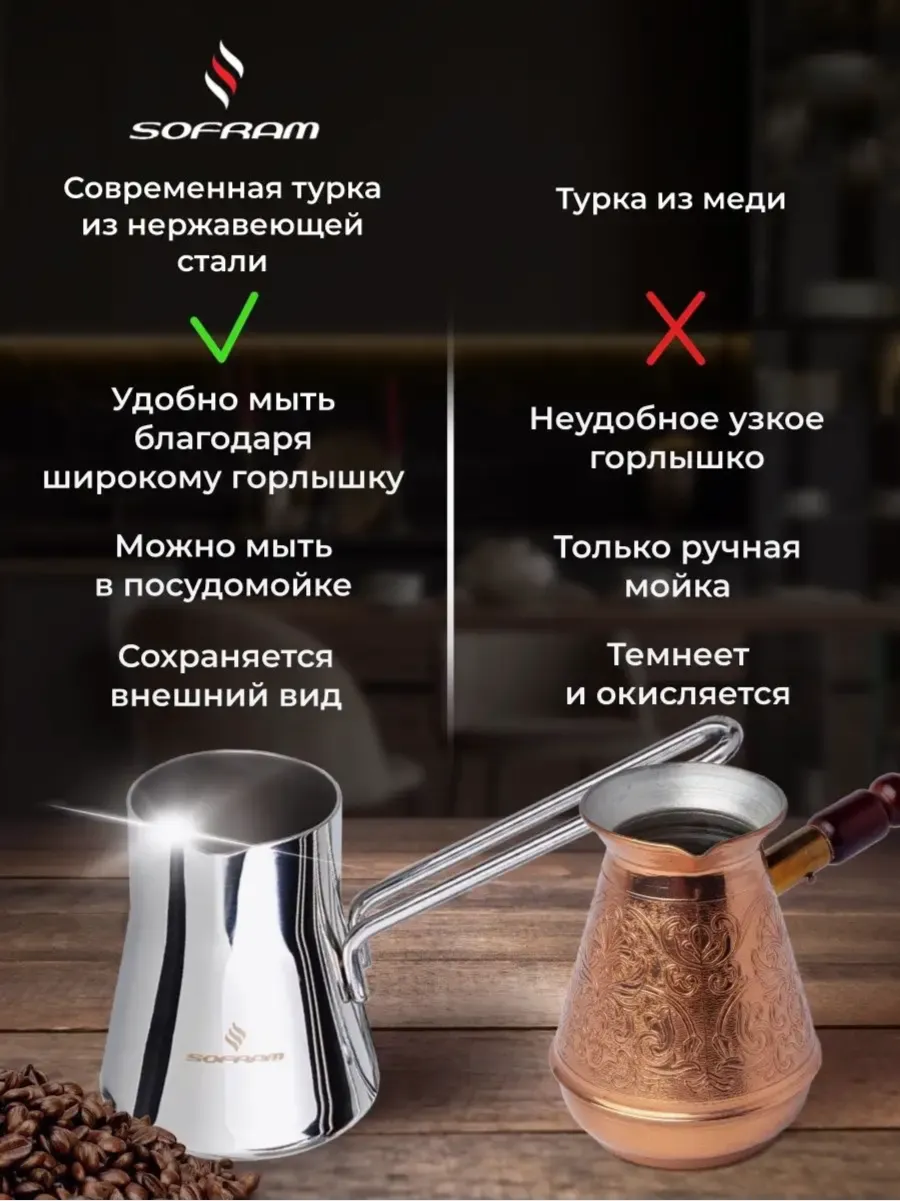 SOFRAM
Современная турка
из нержавеющей
стали
Удобно мыть
благодаря
широкому горлышку
Можно мыть
в посудомойке
Сохраняется
внешний вид
Турка из меди
Неудобное узкое
горлышко
Только ручная
мойка
Темнеет
и окисляется
SOFRAM